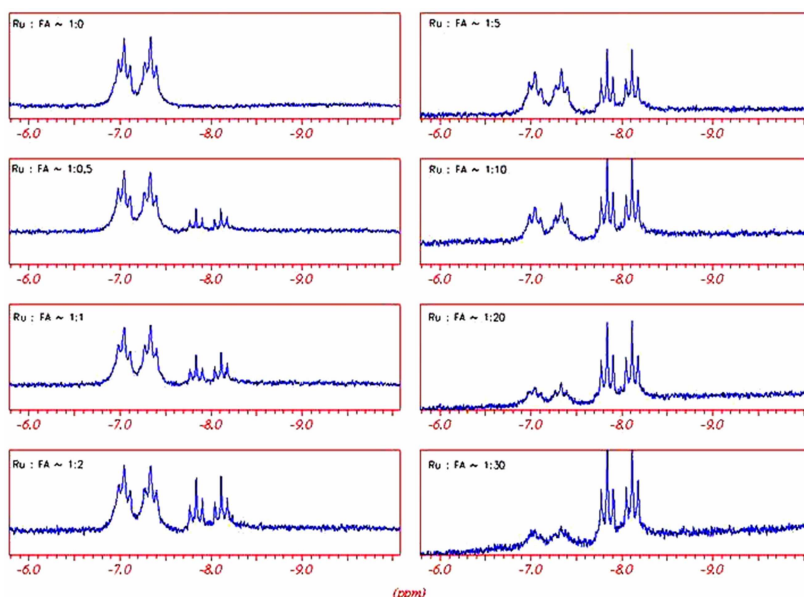 Ru : FA ~ 1:0
-6.0 -7.0 -8.0 -9.0
Ru : FA ~ 1:0.5
-6.0 -7.0 -8.0 -9.0
Ru : FA ~ 1:1
-6.0 -7.0 -8.0 -9.0
Ru : FA ~ 1:2
-6.0 -7.0 -8.0 -9.0
Ru : FA ~ 1:5
-6.0 -7.0 -8.0 -9.0
Ru : FA ~ 1:10
-6.0 -7.0 -8.0 -9.0
Ru : FA ~ 1:20
-6.0 -7.0 -8.0 -9.0
Ru : FA ~ 1:30
-6.0 -7.0 -8.0 -9.0
(ppm)